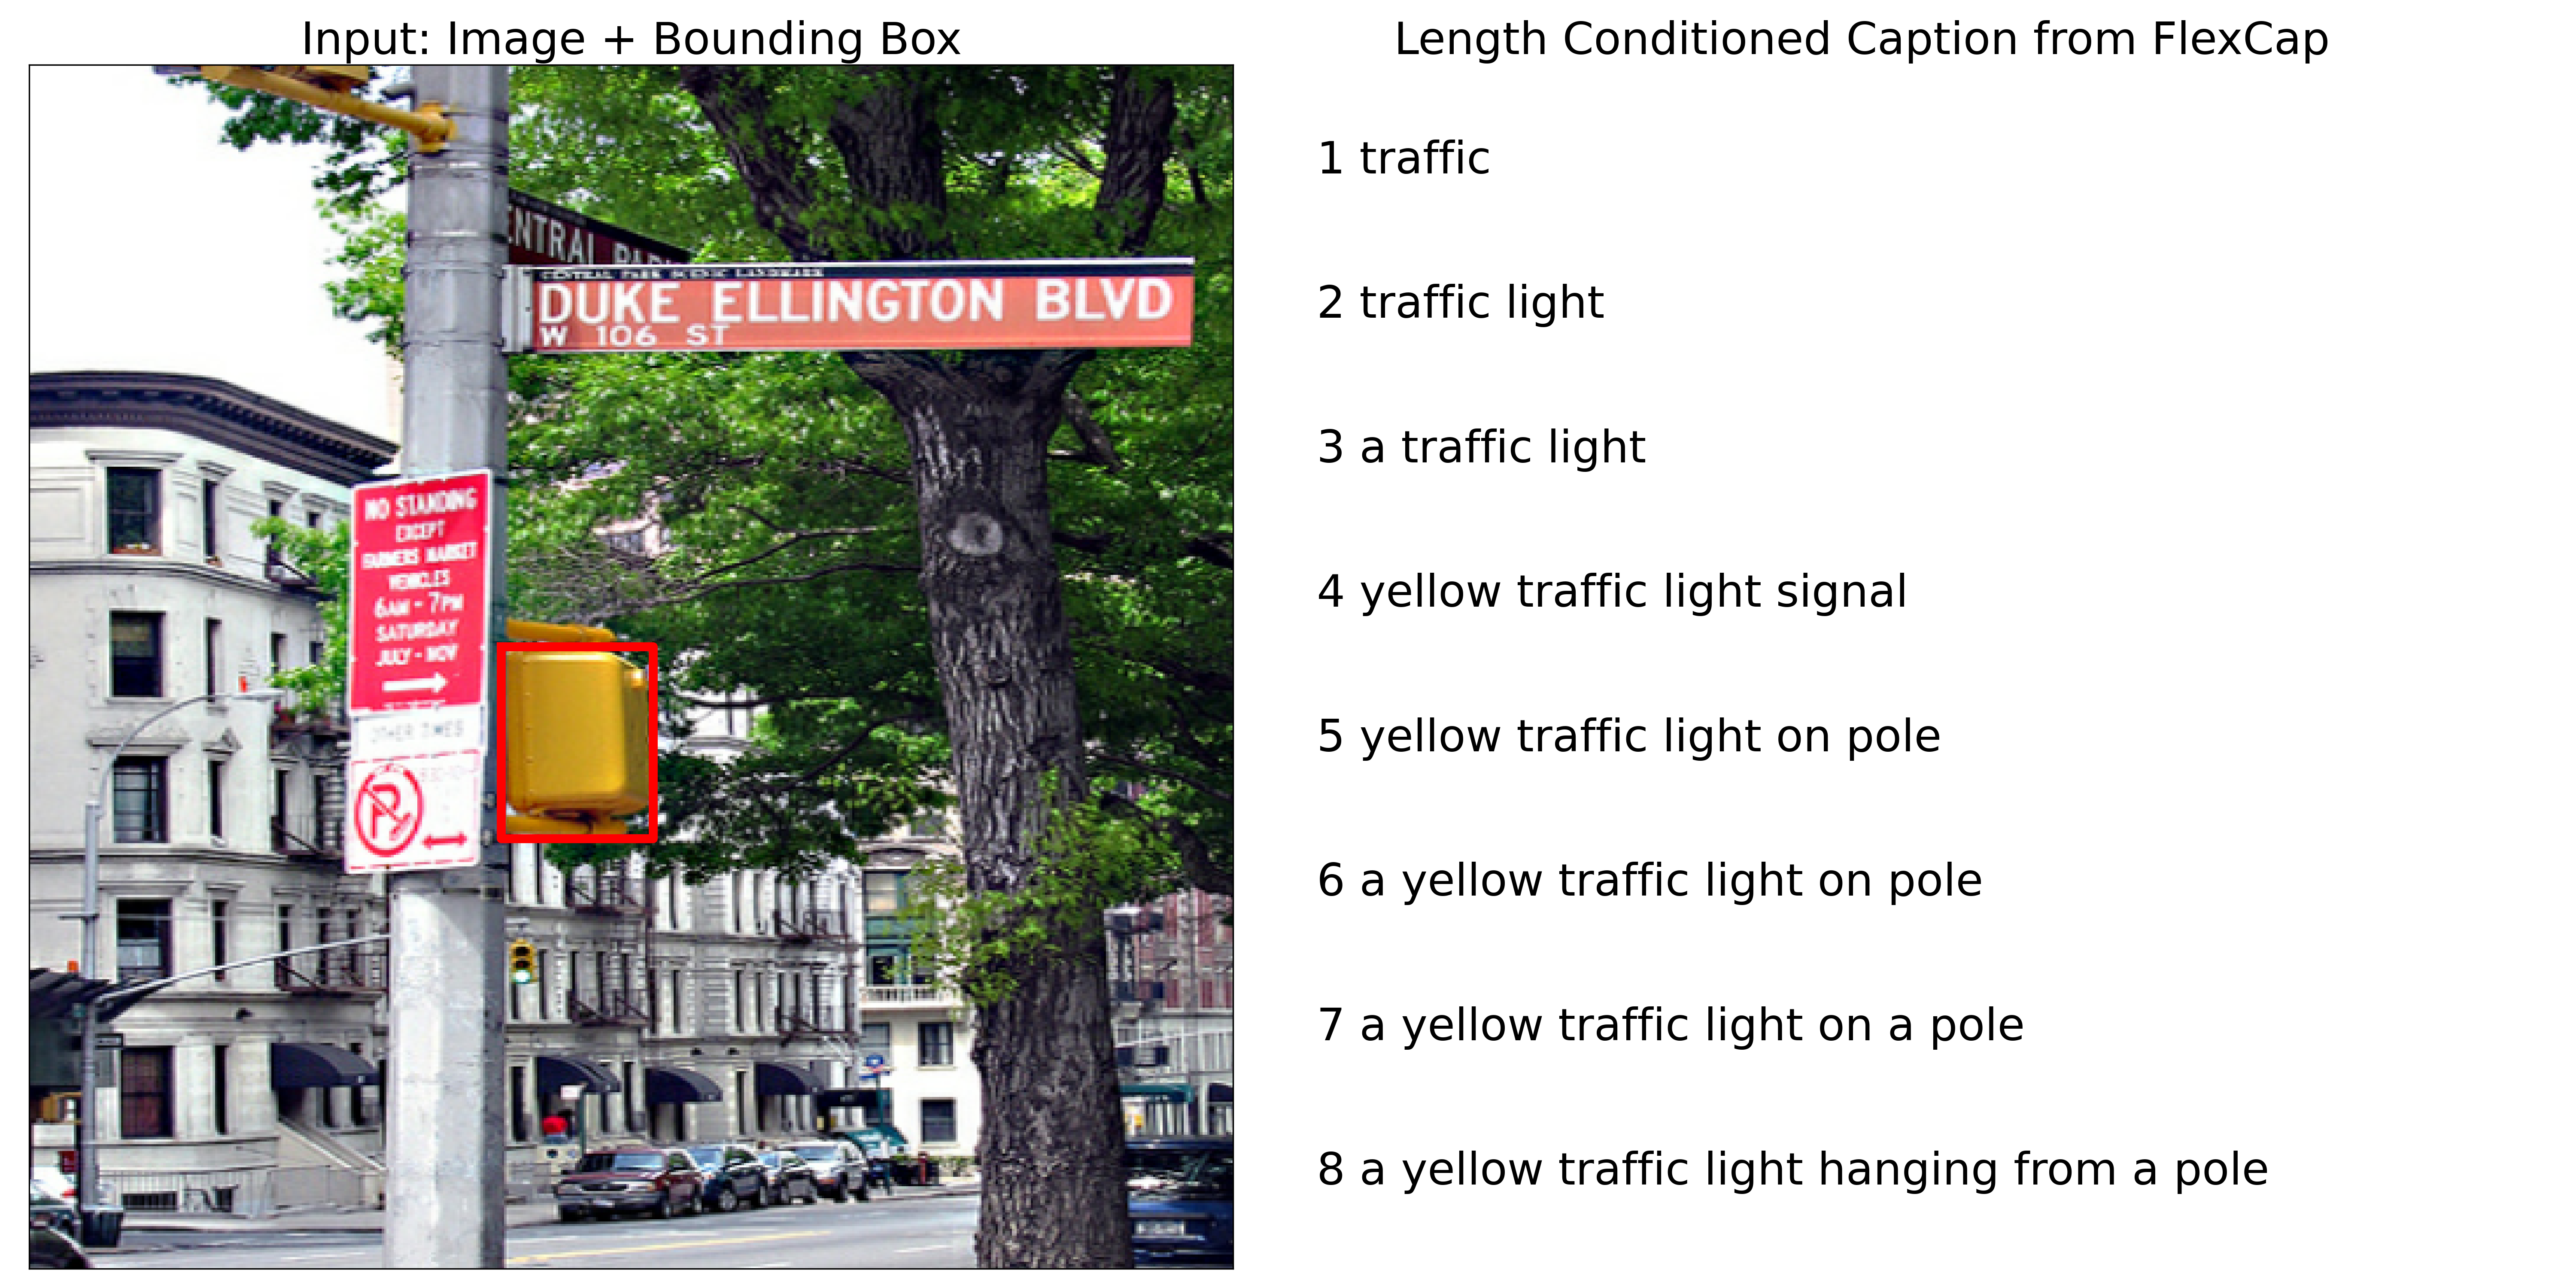 Input: Image + Bounding Box
ENTRAL PARK
CENTRAL PARK SCENIC LANDMARK
DUKE ELLINGTON BLVD
W 106 ST
NO STANDING
EXCEPT
FARMERS MARKET
VEHICLES
6AM - 7PM
SATURDAY
JULY - NOV
OTHER TIMES
Length Conditioned Caption from FlexCap
1 traffic
2 traffic light
3 a traffic light
4 yellow traffic light signal
5 yellow traffic light on pole
6 a yellow traffic light on pole
7 a yellow traffic light on a pole
8 a yellow traffic light hanging from a pole